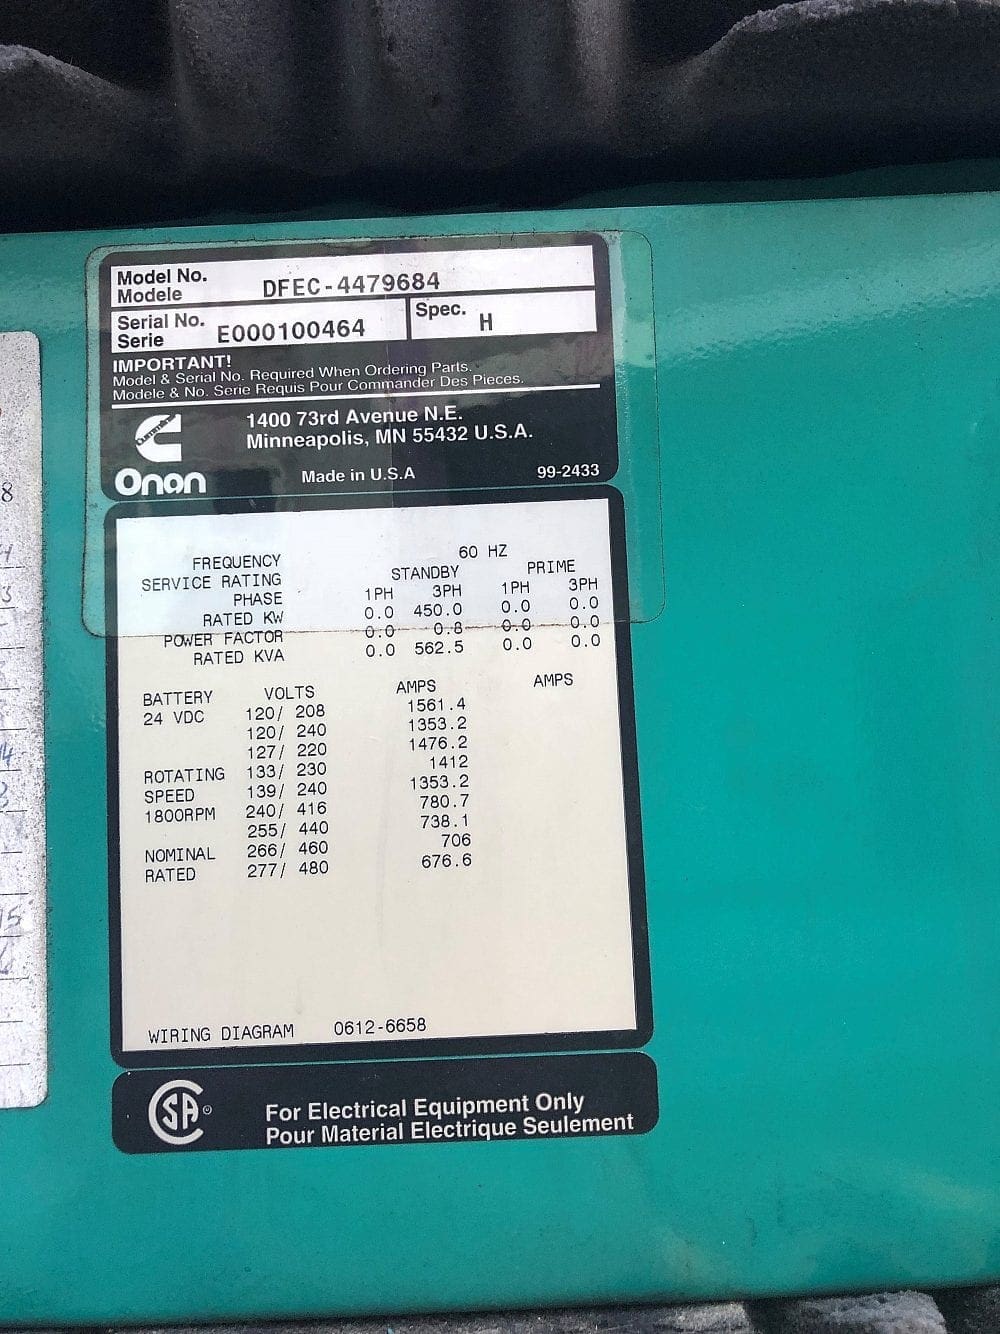 Model No. DFEC-4479684
Modele
Serial No. E000100464 Spec. H
Serie
IMPORTANT!
Model & Serial No. Required When Ordering Parts.
Modele & No. Serie Requis Pour Commander Des Pieces.
Cummins
Onan
1400 73rd Avenue N.E.
Minneapolis, MN 55432 U.S.A.
Made in U.S.A 99-2433
FREQUENCY 60 HZ
SERVICE RATING STANDBY PRIME
PHASE 1PH 3PH 1PH 3PH
RATED KW 0.0 450.0 0.0 0.0
POWER FACTOR 0.0 0.8 0.0 0.0
RATED KVA 0.0 562.5 0.0 0.0
BATTERY VOLTS AMPS AMPS
24 VDC 120/ 208 1561.4
120/ 240 1353.2
127/ 220 1476.2
ROTATING 133/ 230 1412
SPEED 139/ 240 1353.2
1800RPM 240/ 416 780.7
255/ 440 738.1
NOMINAL 266/ 460 706
RATED 277/ 480 676.6
WIRING DIAGRAM 0612-6658
SA
For Electrical Equipment Only
Pour Material Electrique Seulement
8